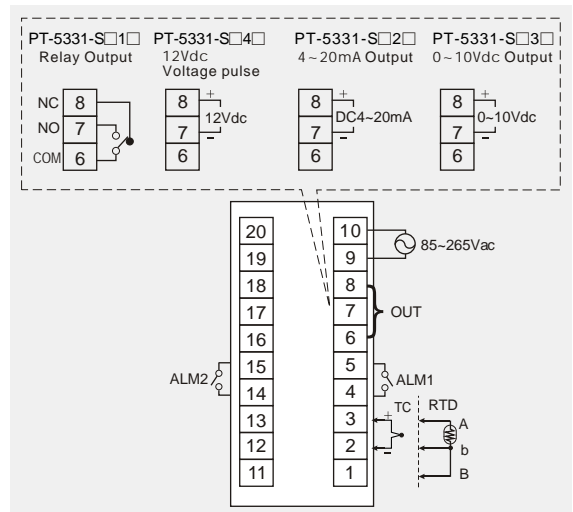 PT-5331-S□1□ PT-5331-S□4□ PT-5331-S□2□ PT-5331-S□3□
Relay Output 12Vdc 4~20mA Output 0~10Vdc Output
Voltage pulse
NC 8 8 + 8 + 8 +
NO 7 7 - 12Vdc 7 - DC4~20mA 7 - 0~10Vdc
COM 6 6 6 6
20 10
19 9 85~265Vac
18 8
17 7 OUT
16 6
ALM2 15 5 ALM1
14 4
13 3 + TC RTD A
12 2 - b
11 1 B